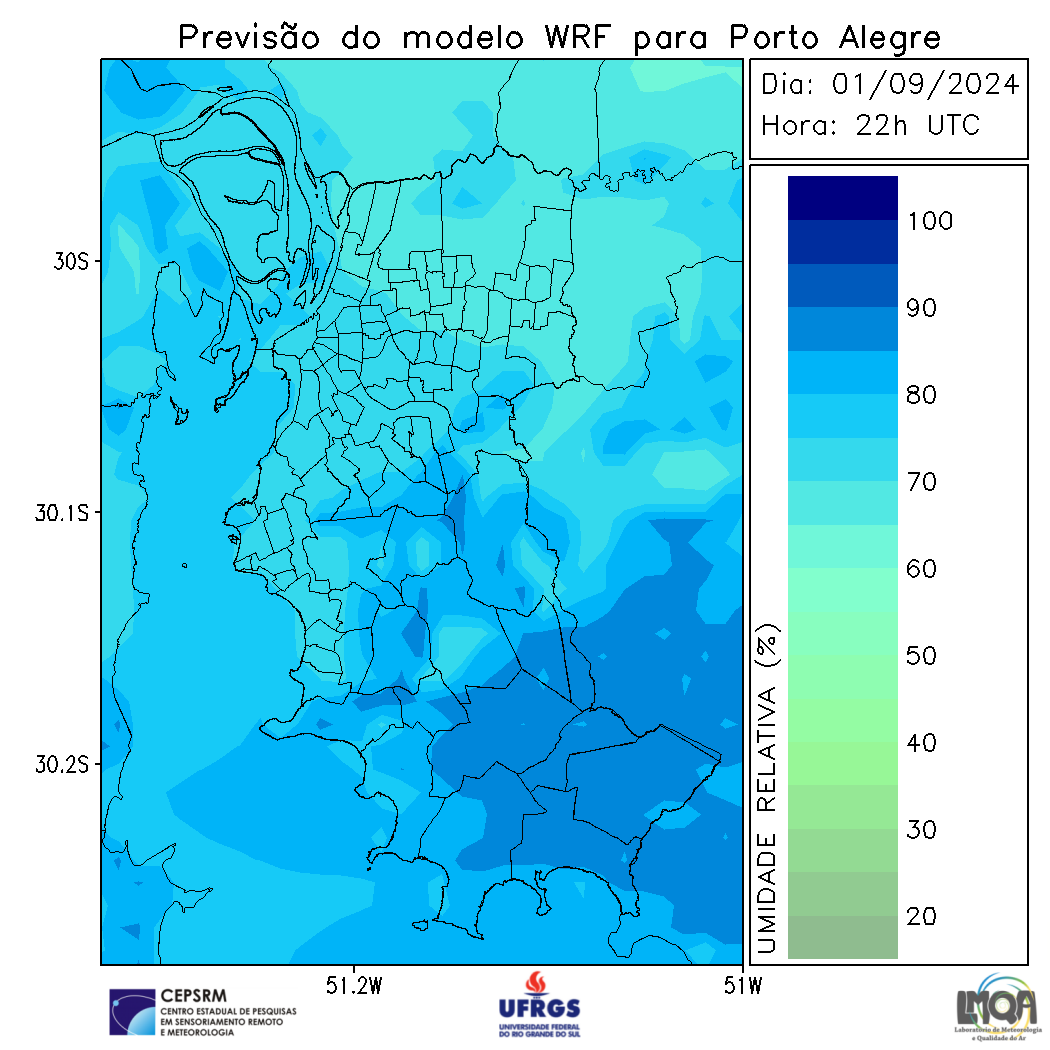 Previsão do modelo WRF para Porto Alegre
Dia: 01/09/2024
Hora: 22h UTC
100
90
80
70
60
50
40
30
20
UMIDADE RELATIVA (%)
30S
30.1S
30.2S
51.2W
51W
CEPSRM
CENTRO ESTADUAL DE PESQUISAS
EM SENSORIAMENTO REMOTO
E METEOROLOGIA
UFRGS
UNIVERSIDADE FEDERAL
DO RIO GRANDE DO SUL
LMQA
Laboratório de Meteorologia
e Qualidade do Ar